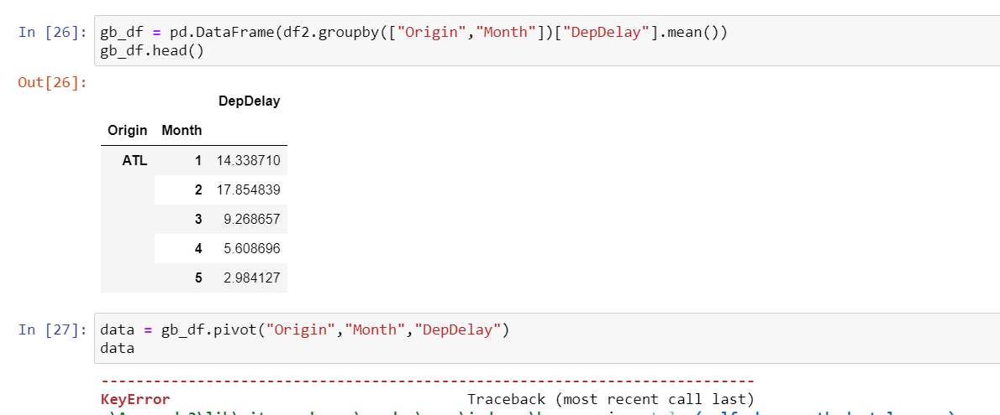 In [26]: gb_df = pd.DataFrame(df2.groupby(["Origin","Month"])["DepDelay"].mean())
gb_df.head()
Out[26]:
DepDelay
Origin Month
ATL 1 14.338710
2 17.854839
3 9.268657
4 5.608696
5 2.984127
In [27]: data = gb_df.pivot("Origin","Month","DepDelay")
data
---------------------------------------------------------------------------
KeyError Traceback (most recent call last)